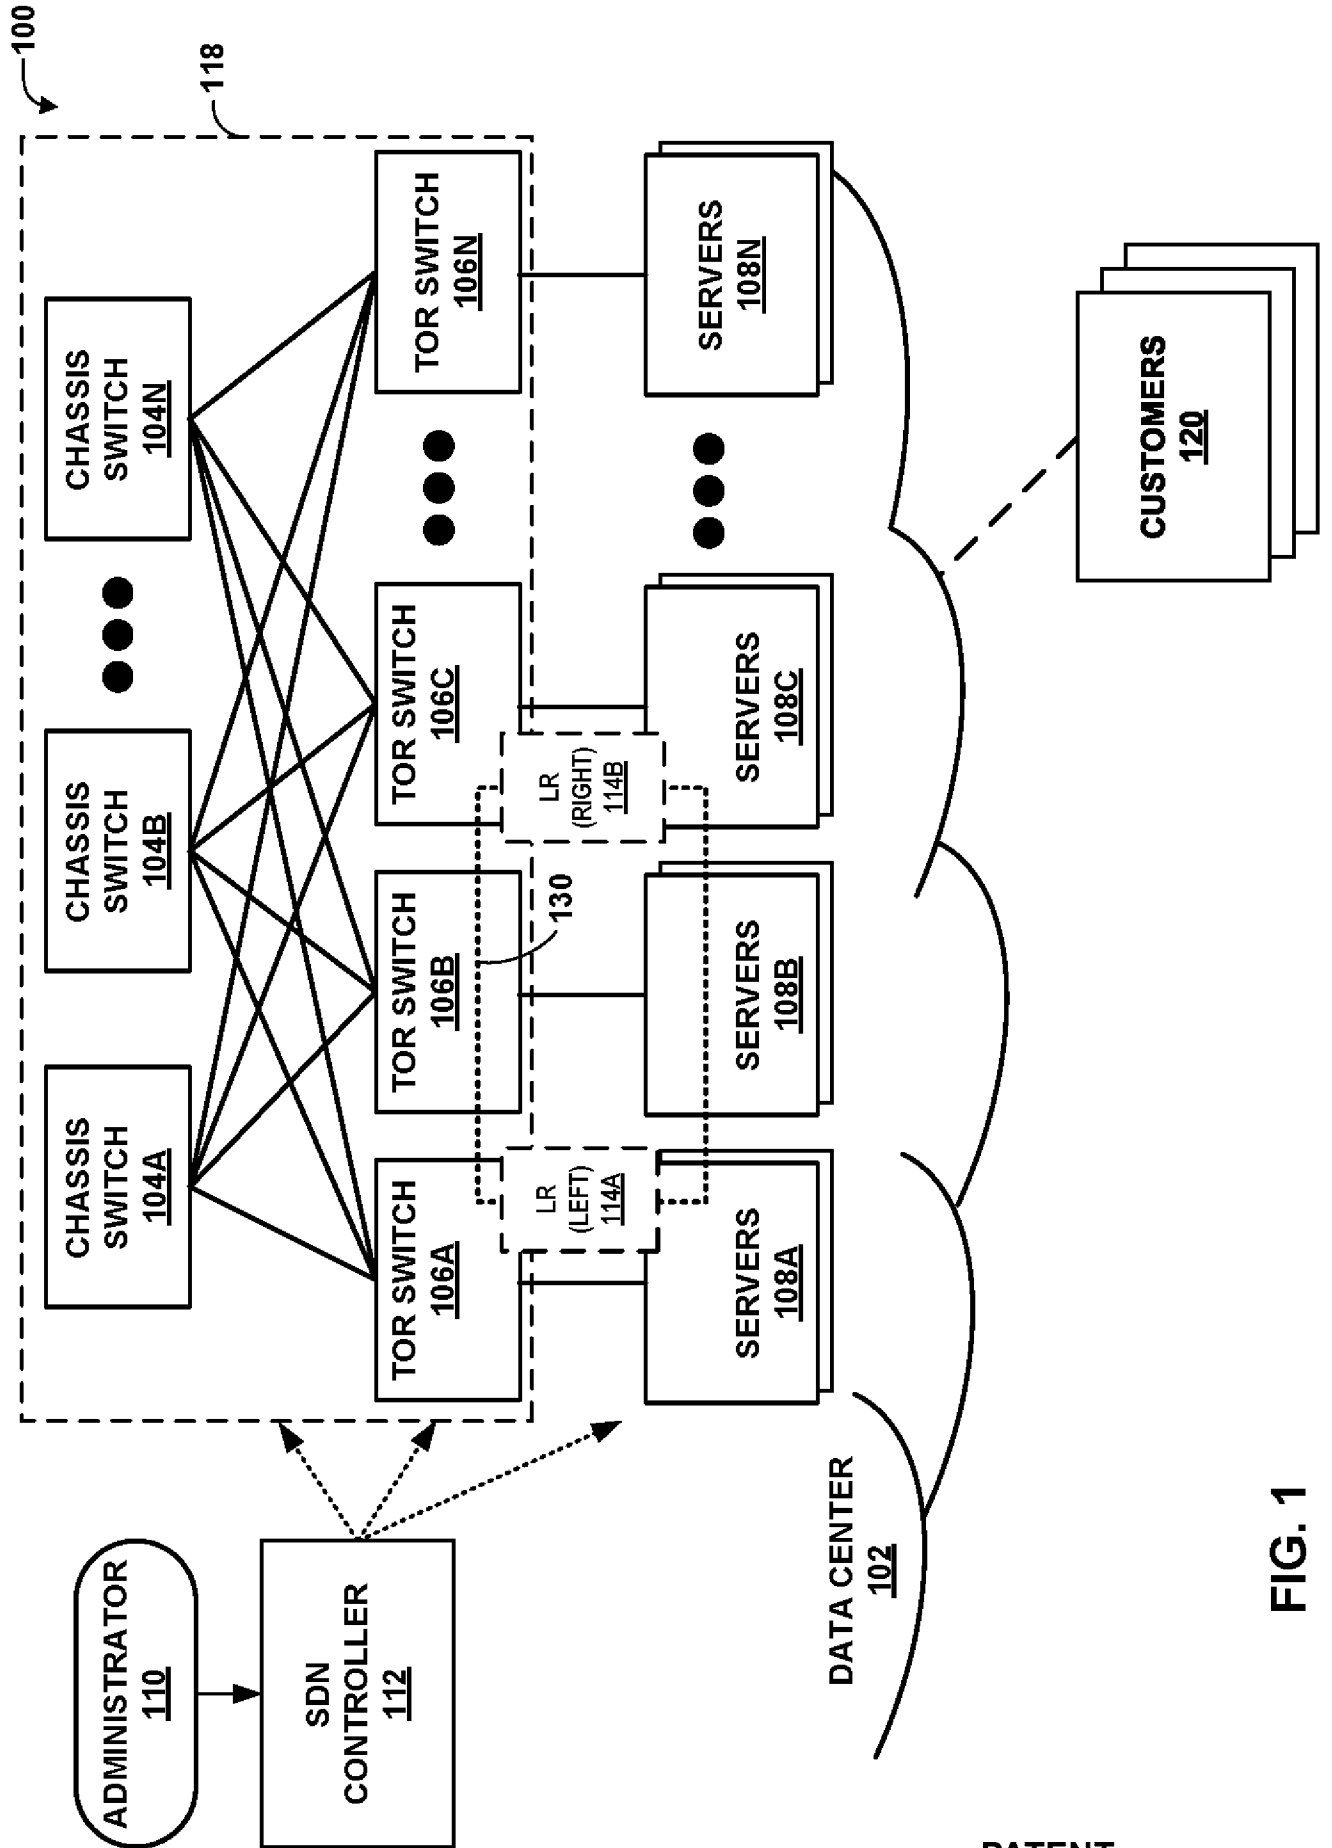 100
118
ADMINISTRATOR
110
SDN
CONTROLLER
112
CHASSIS
SWITCH
104A
CHASSIS
SWITCH
104B
CHASSIS
SWITCH
104N
TOR SWITCH
106A
TOR SWITCH
106B
TOR SWITCH
106C
TOR SWITCH
106N
130
LR
(LEFT)
114A
LR
(RIGHT)
114B
SERVERS
108A
SERVERS
108B
SERVERS
108C
SERVERS
108N
DATA CENTER
102
CUSTOMERS
120
FIG. 1